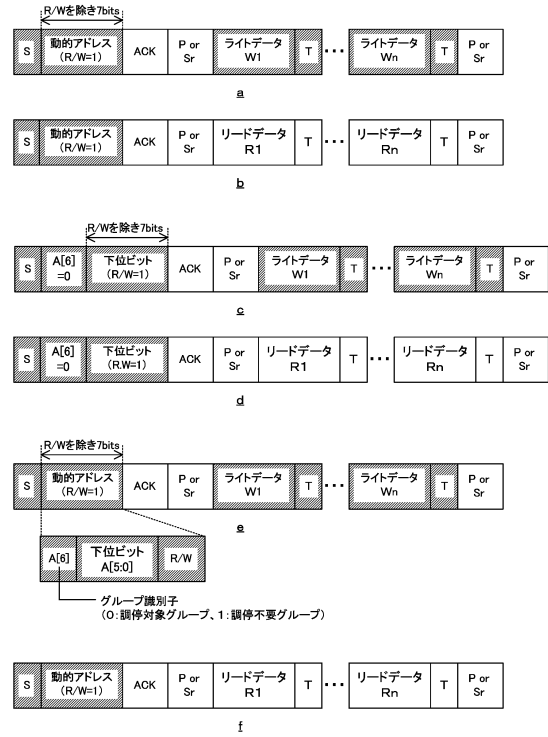 R/Wを除き7bits
S 動的アドレス (R/W=1) ACK P or Sr ライトデータ W1 T ••• ライトデータ Wn T P or Sr
a
S 動的アドレス (R/W=1) ACK P or Sr リードデータ R1 T ••• リードデータ Rn T P or Sr
b
R/Wを除き7bits
S A[6] =0 下位ビット (R/W=1) ACK P or Sr ライトデータ W1 T ••• ライトデータ Wn T P or Sr
c
S A[6] =0 下位ビット (R.W=1) ACK P or Sr リードデータ R1 T ••• リードデータ Rn T P or Sr
d
R/Wを除き7bits
S 動的アドレス (R/W=1) ACK P or Sr ライトデータ W1 T ••• ライトデータ Wn T P or Sr
e
A[6] 下位ビット A[5:0] R/W
グループ識別子
(0:調停対象グループ、1:調停不要グループ)
S 動的アドレス (R/W=1) ACK P or Sr リードデータ R1 T ••• リードデータ Rn T P or Sr
f